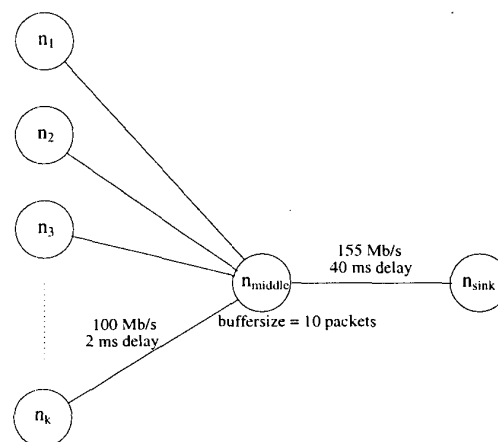 n1
n2
n3
155 Mb/s
40 ms delay
nmiddle
nsink
100 Mb/s
2 ms delay
buffersize = 10 packets
nk